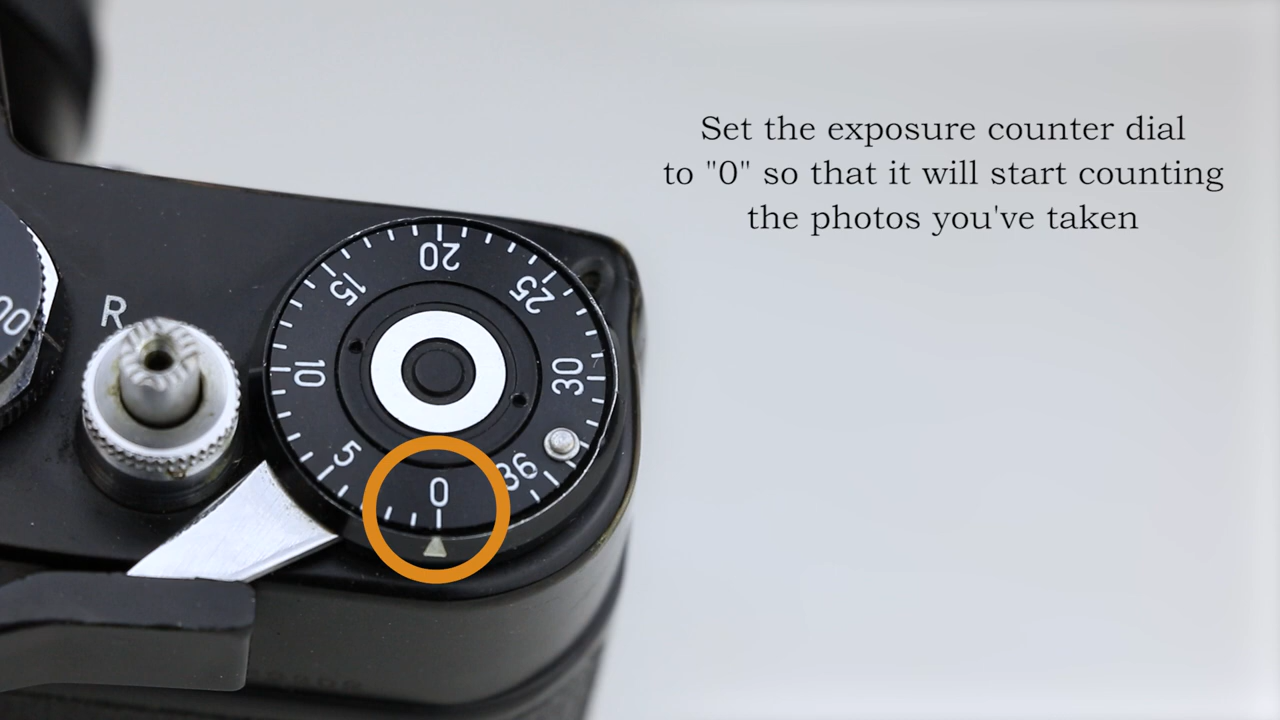 Set the exposure counter dial
to "0" so that it will start counting
the photos you've taken
R
20
15
25
10
30
5
36
0